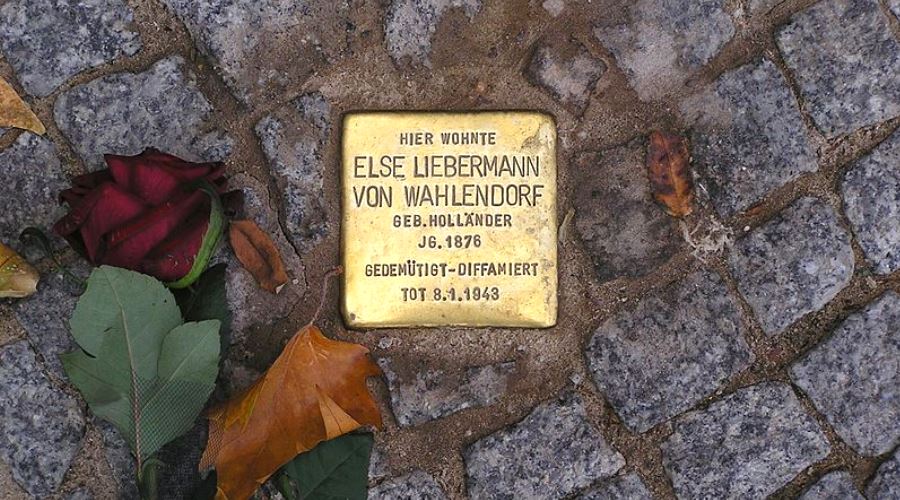 HIER WOHNTE
ELSE LIEBERMANN
VON WAHLENDORF
GEB. HOLLÄNDER
JG. 1876
GEDEMÜTIGT-DIFFAMIERT
TOT 8.1.1943